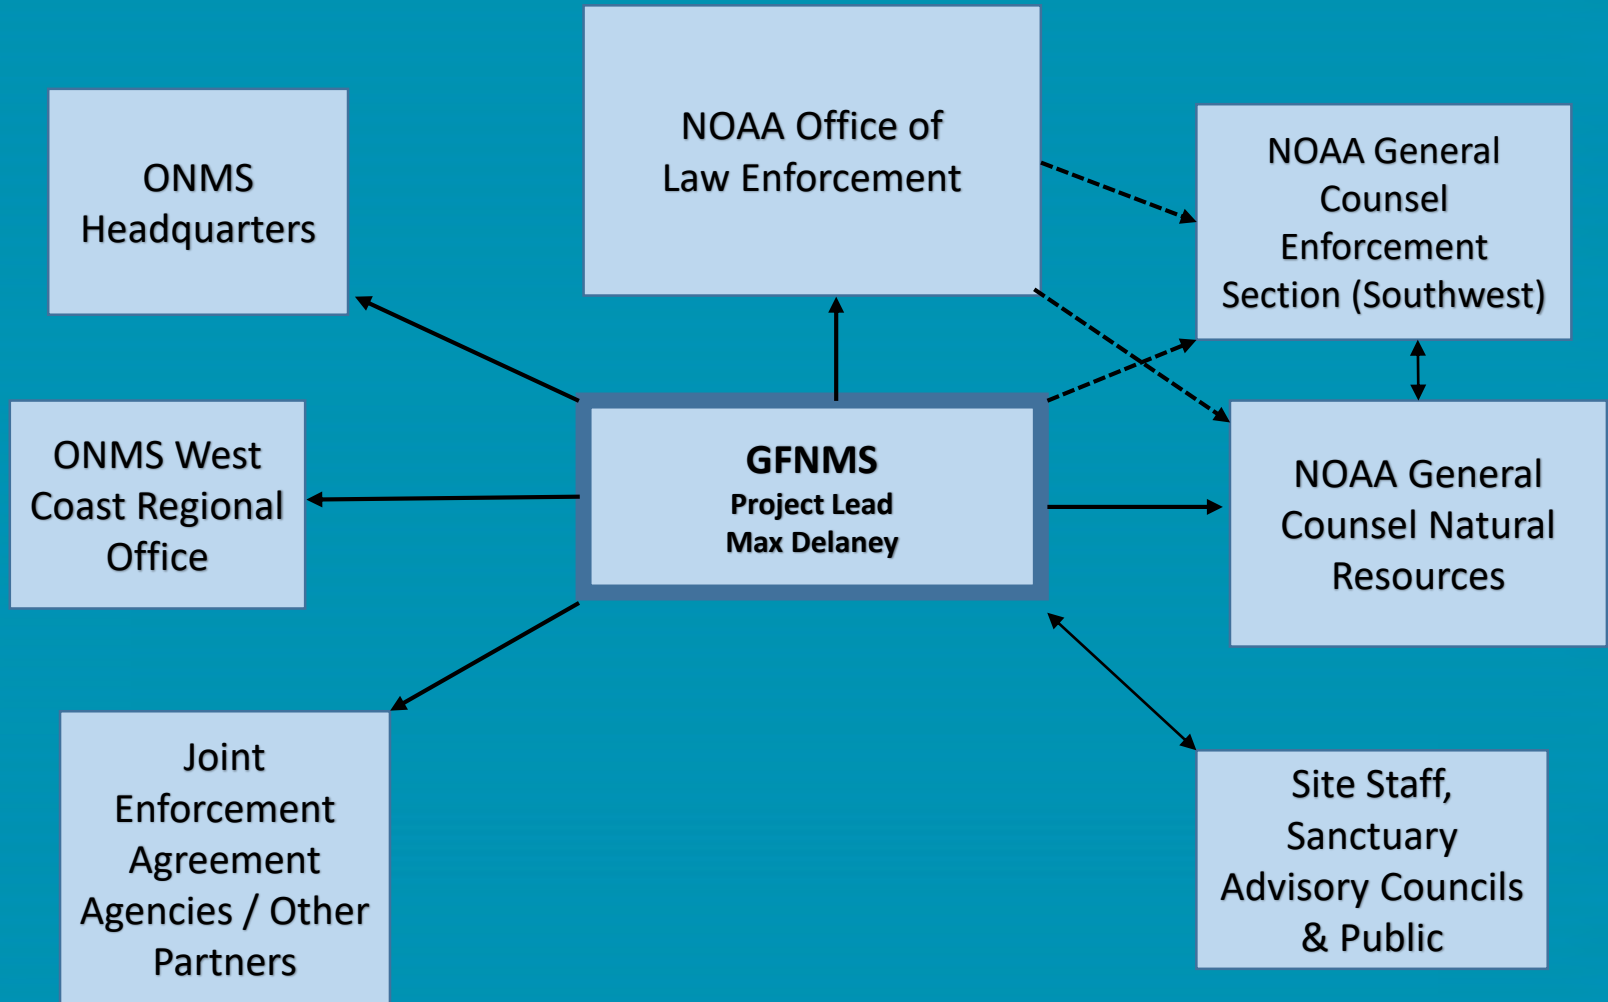 NOAA Office of
Law Enforcement
ONMS
Headquarters
NOAA General
Counsel
Enforcement
Section (Southwest)
ONMS West
Coast Regional
Office
GFNMS
Project Lead
Max Delaney
NOAA General
Counsel Natural
Resources
Joint
Enforcement
Agreement
Agencies / Other
Partners
Site Staff,
Sanctuary
Advisory Councils
& Public